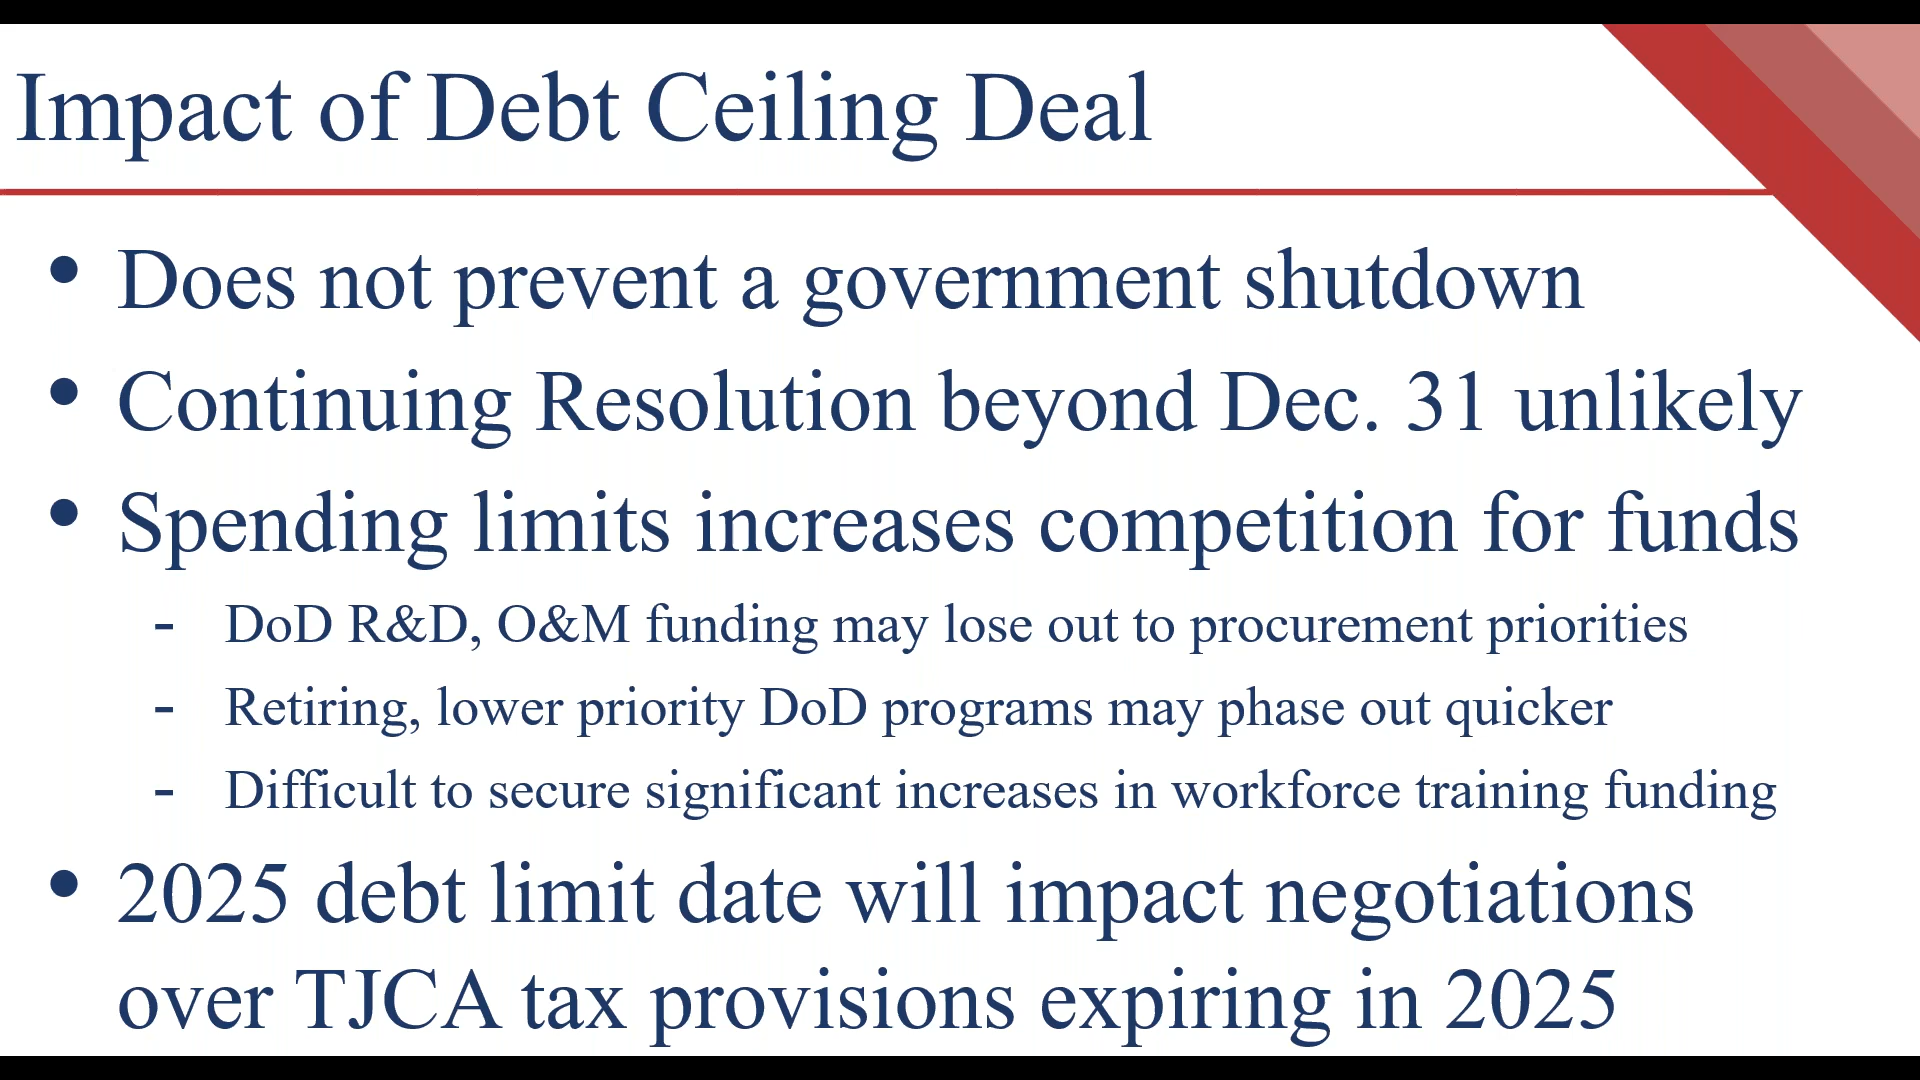 Impact of Debt Ceiling Deal
• Does not prevent a government shutdown
• Continuing Resolution beyond Dec. 31 unlikely
• Spending limits increases competition for funds
- DoD R&D, O&M funding may lose out to procurement priorities
- Retiring, lower priority DoD programs may phase out quicker
- Difficult to secure significant increases in workforce training funding
• 2025 debt limit date will impact negotiations
over TJCA tax provisions expiring in 2025